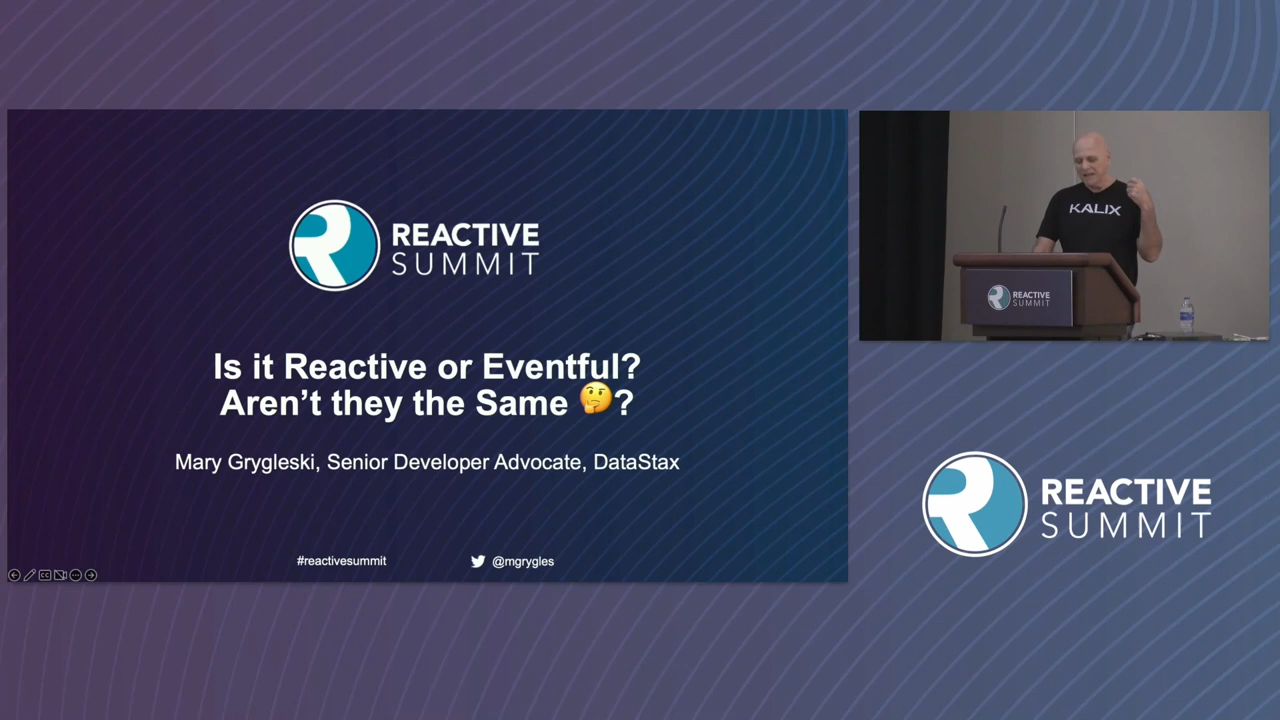 REACTIVE
SUMMIT
Is it Reactive or Eventful?
Aren’t they the Same 🤔?
Mary Grygleski, Senior Developer Advocate, DataStax
#reactivesummit
@mgrygles
CC
KALIX
REACTIVE
SUMMIT
REACTIVE
SUMMIT